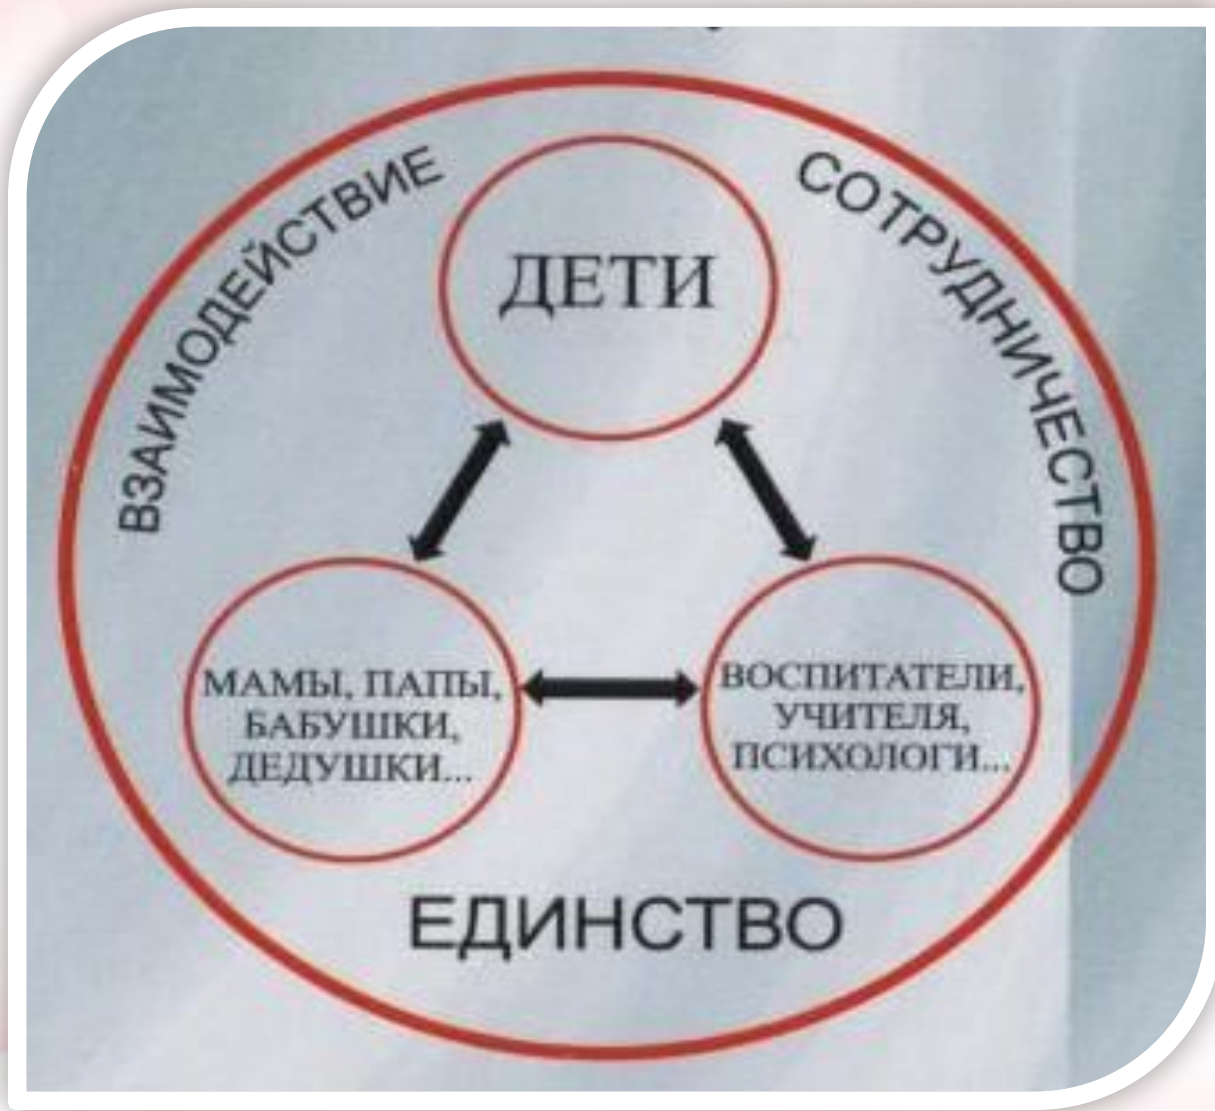 ВЗАИМОДЕЙСТВИЕ
СОТРУДНИЧЕСТВО
ДЕТИ
МАМЫ, ПАПЫ,
БАБУШКИ,
ДЕДУШКИ...
ВОСПИТАТЕЛИ,
УЧИТЕЛЯ,
ПСИХОЛОГИ...
ЕДИНСТВО